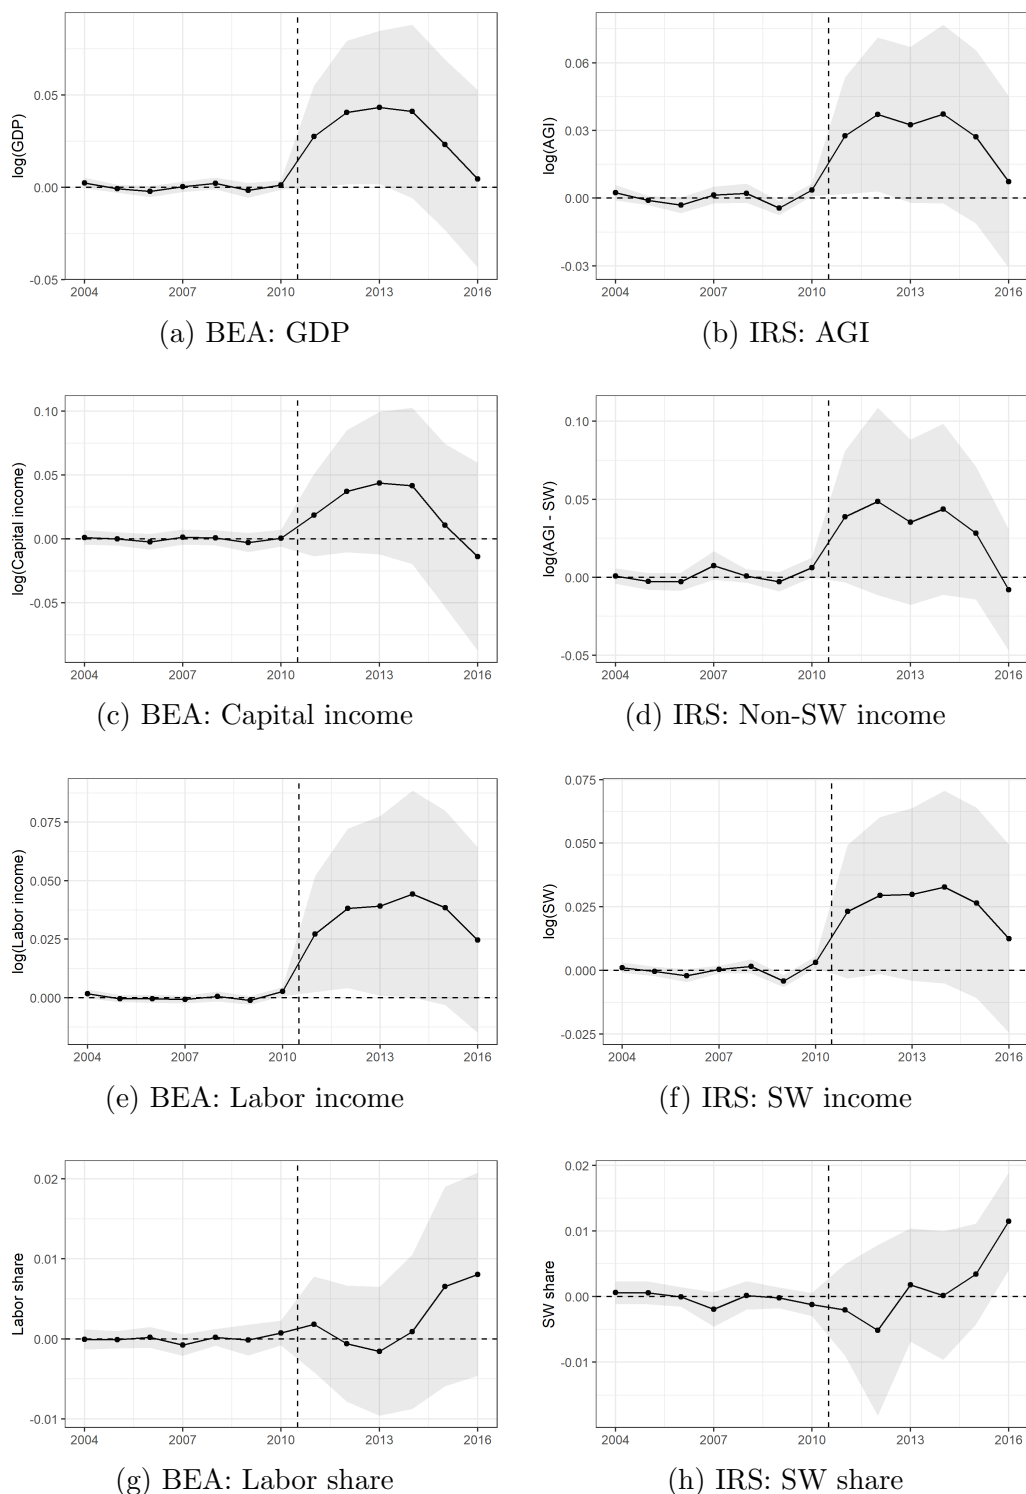 log(GDP)
0.05
0.00
-0.05
2004 2007 2010 2013 2016
(a) BEA: GDP
log(AGI)
0.06
0.03
0.00
-0.03
2004 2007 2010 2013 2016
(b) IRS: AGI
log(Capital income)
0.10
0.05
0.00
-0.05
2004 2007 2010 2013 2016
(c) BEA: Capital income
log(AGI - SW)
0.10
0.05
0.00
-0.05
2004 2007 2010 2013 2016
(d) IRS: Non-SW income
log(Labor income)
0.075
0.050
0.025
0.000
2004 2007 2010 2013 2016
(e) BEA: Labor income
log(SW)
0.075
0.050
0.025
0.000
-0.025
2004 2007 2010 2013 2016
(f) IRS: SW income
Labor share
0.02
0.01
0.00
-0.01
2004 2007 2010 2013 2016
(g) BEA: Labor share
SW share
0.02
0.01
0.00
-0.01
2004 2007 2010 2013 2016
(h) IRS: SW share